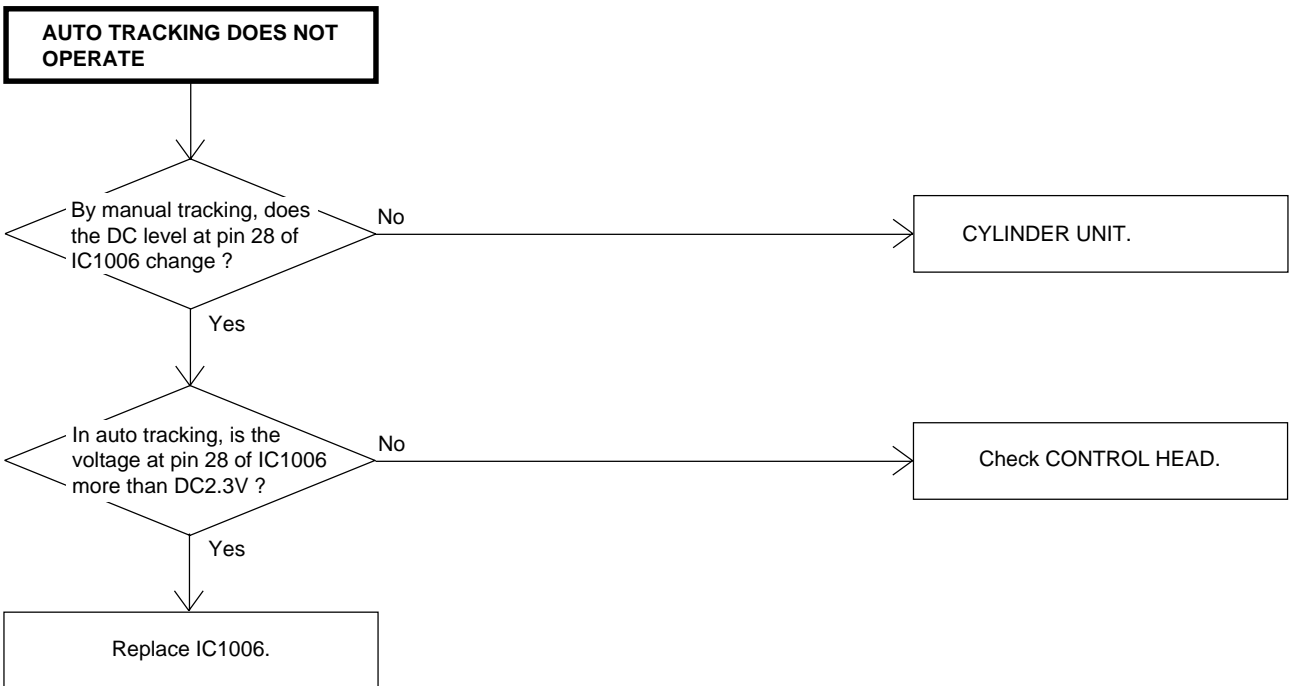 AUTO TRACKING DOES NOT
OPERATE
By manual tracking, does
the DC level at pin 28 of
IC1006 change ?
No
CYLINDER UNIT.
Yes
In auto tracking, is the
voltage at pin 28 of IC1006
more than DC2.3V ?
No
Check CONTROL HEAD.
Yes
Replace IC1006.